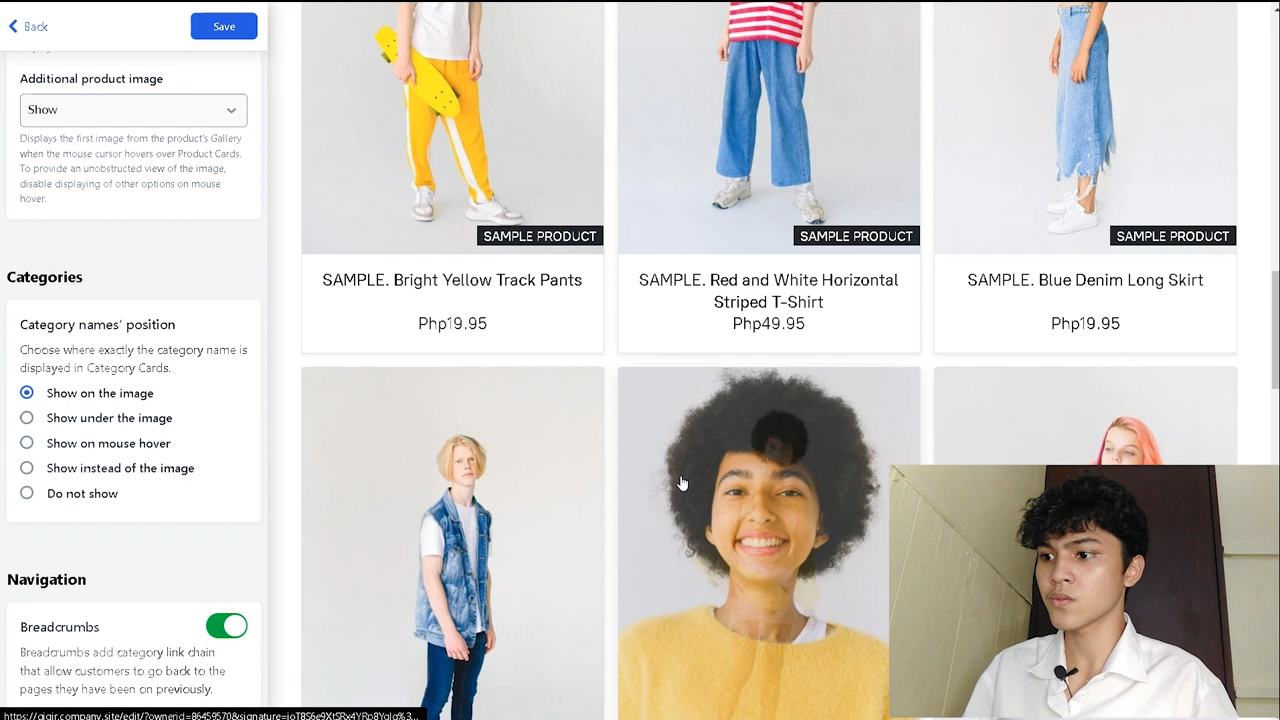 Back
Save
Additional product image
Show
Displays the first image from the product's Gallery
when the mouse cursor hovers over Product Cards.
To provide an unobstructed view of the image,
disable displaying of other options on mouse
hover.
Categories
Category names' position
Choose where exactly the category name is
displayed in Category Cards.
Show on the image
Show under the image
Show on mouse hover
Show instead of the image
Do not show
Navigation
Breadcrumbs
Breadcrumbs add category link chain
that allow customers to go back to the
pages they have been on previously.
SAMPLE PRODUCT
SAMPLE PRODUCT
SAMPLE PRODUCT
SAMPLE. Bright Yellow Track Pants
Php19.95
SAMPLE. Red and White Horizontal
Striped T-Shirt
Php49.95
SAMPLE. Blue Denim Long Skirt
Php19.95